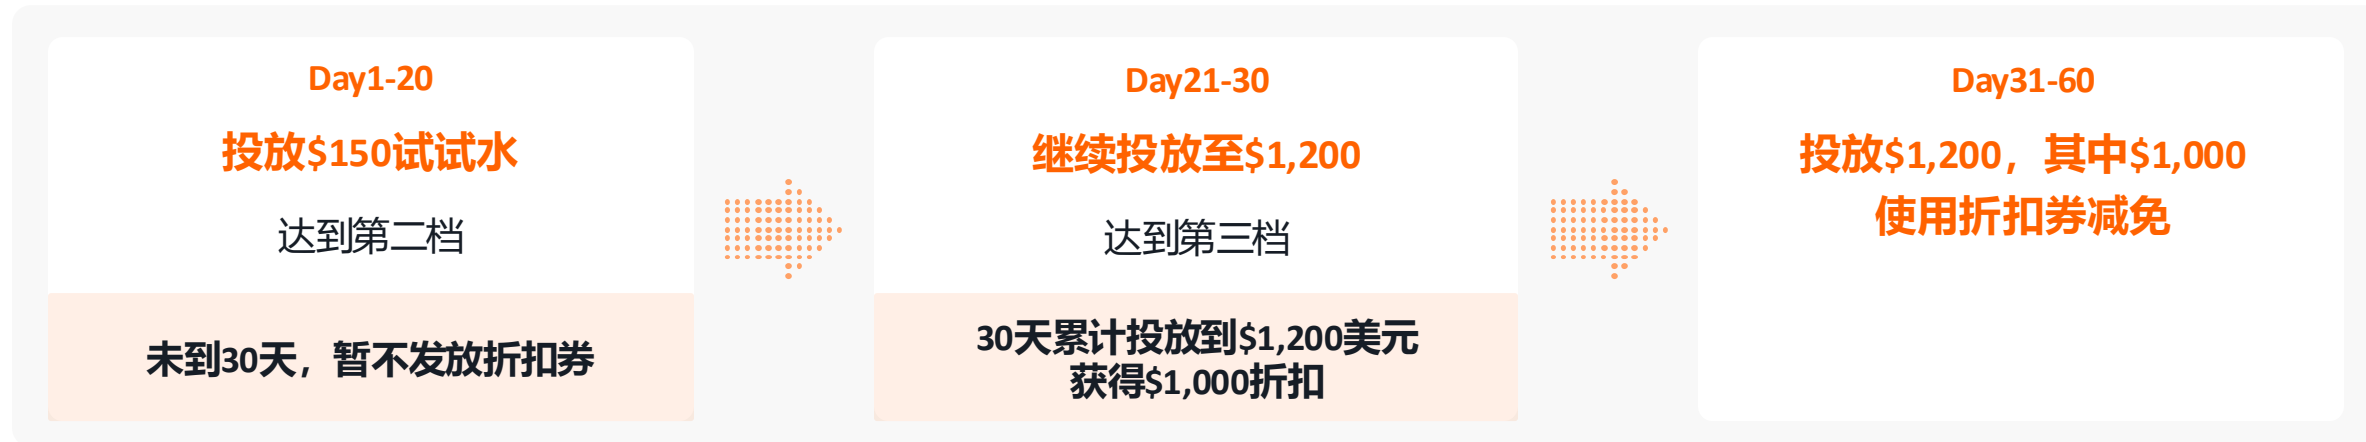 Day1-20
投放$150试试水
达到第二档
未到30天，暂不发放折扣券
Day21-30
继续投放至$1,200
达到第三档
30天累计投放到$1,200美元
获得$1,000折扣
Day31-60
投放$1,200，其中$1,000
使用折扣券减免